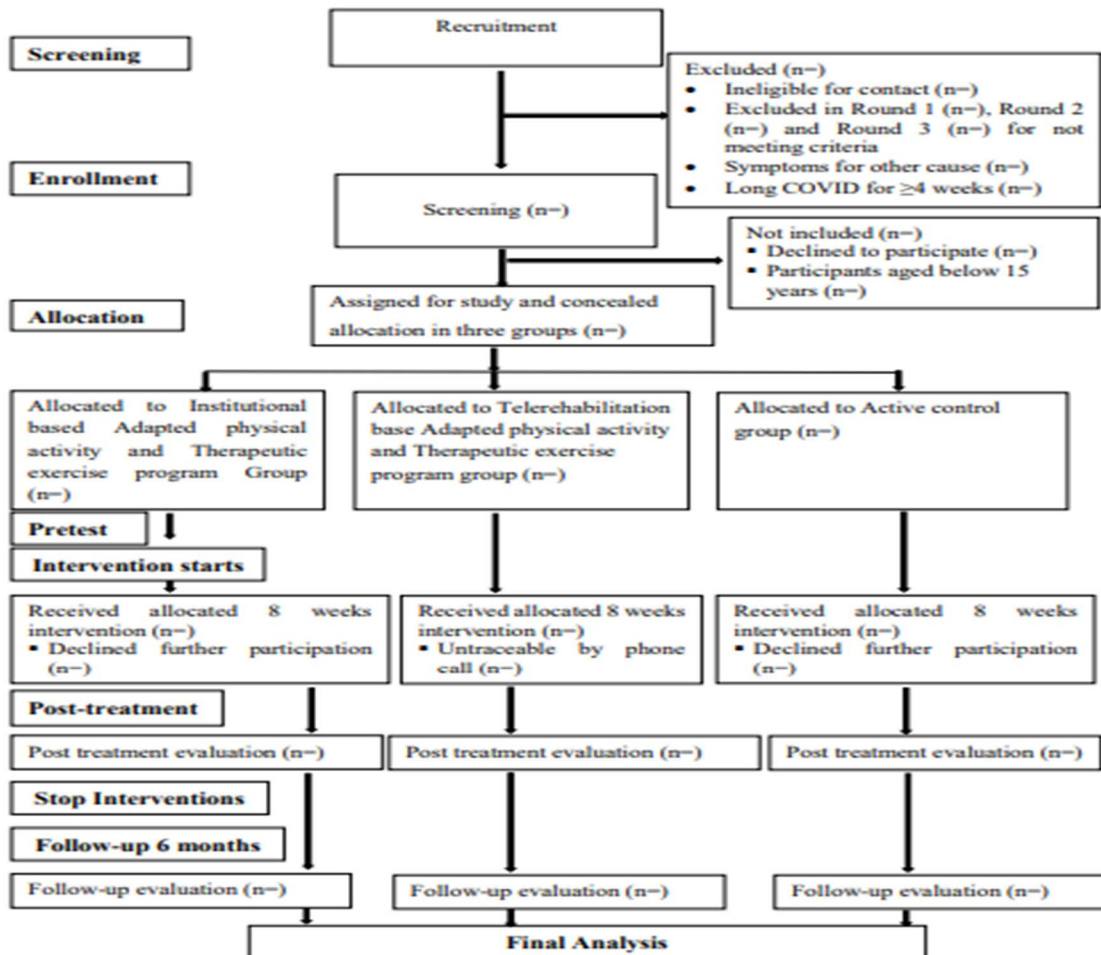 Recruitment
Screening
Excluded (n−)
• Ineligible for contact (n−)
• Excluded in Round 1 (n−), Round 2
(n−) and Round 3 (n−) for not
meeting criteria
• Symptoms for other cause (n−)
• Long COVID for ≥4 weeks (n−)
Enrollment
Screening (n−)
Not included (n−)
▪ Declined to participate (n−)
▪ Participants aged below 15
years (n−)
Allocation
Assigned for study and concealed
allocation in three groups (n−)
Allocated to Institutional
based Adapted physical
activity and Therapeutic
exercise program Group
(n−)
Allocated to Telerehabilitation
base Adapted physical activity
and Therapeutic exercise
program group (n−)
Allocated to Active control
group (n−)
Pretest
Intervention starts
Received allocated 8 weeks
intervention (n−)
▪ Declined further participation
(n−)
Received allocated 8 weeks
intervention (n−)
▪ Untraceable by phone
call (n−)
Received allocated 8 weeks
intervention (n−)
▪ Declined further participation
(n−)
Post-treatment
Post treatment evaluation (n−)
Post treatment evaluation (n−)
Post treatment evaluation (n−)
Stop Interventions
Follow-up 6 months
Follow-up evaluation (n−)
Follow-up evaluation (n−)
Follow-up evaluation (n−)
Final Analysis